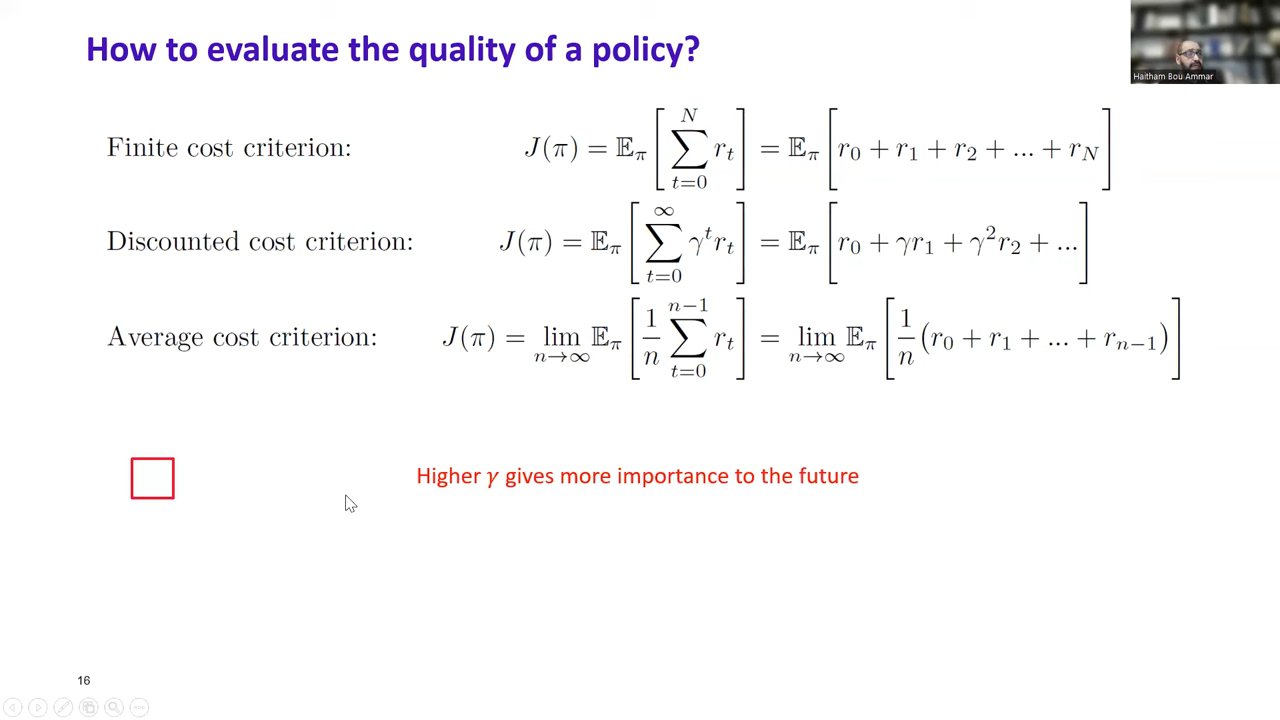 How to evaluate the quality of a policy?
Haitham Bou Ammar
Finite cost criterion: J(π) = 𝔼_π [ ∑_{t=0}^{N} r_t ] = 𝔼_π [ r_0 + r_1 + r_2 + ... + r_N ]
Discounted cost criterion: J(π) = 𝔼_π [ ∑_{t=0}^{∞} γ^t r_t ] = 𝔼_π [ r_0 + γr_1 + γ^2 r_2 + ... ]
Average cost criterion: J(π) = lim_{n→∞} 𝔼_π [ 1/n ∑_{t=0}^{n−1} r_t ] = lim_{n→∞} 𝔼_π [ 1/n (r_0 + r_1 + ... + r_{n−1}) ]
Higher γ gives more importance to the future
16